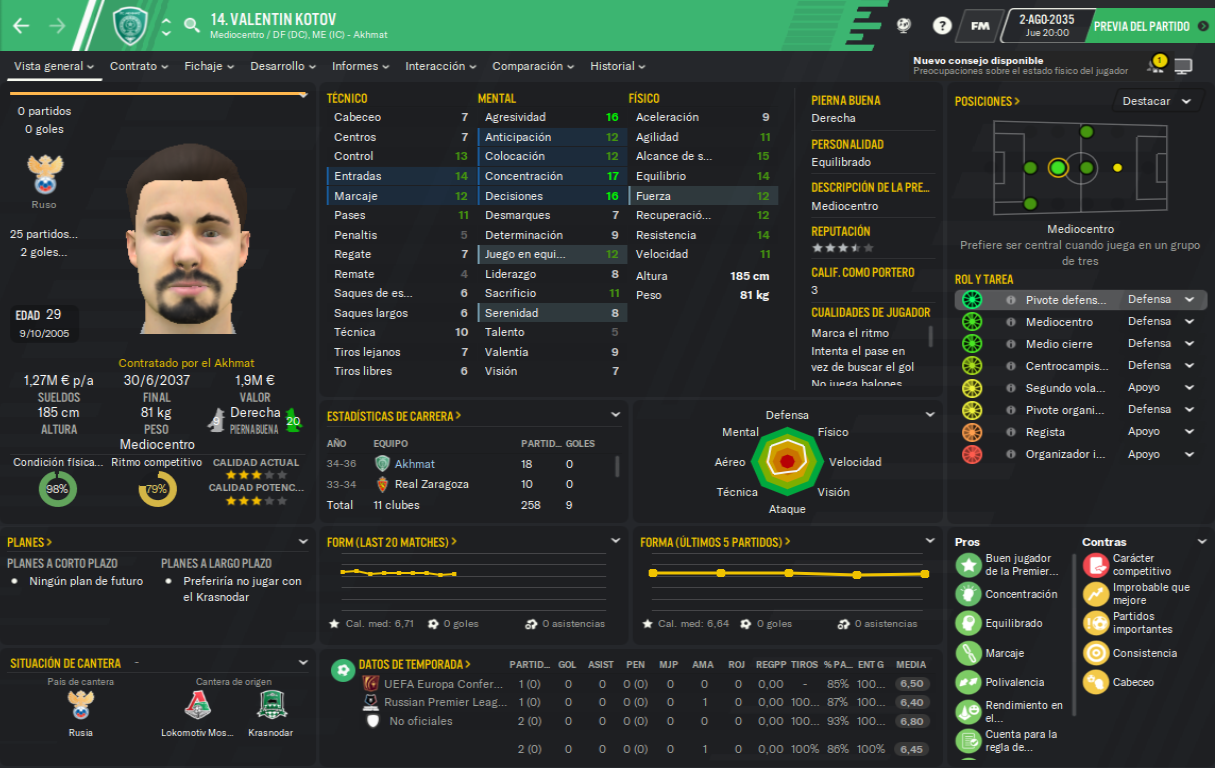 14. VALENTIN KOTOV
Mediocentro / DF (DC), ME (IC) - Akhmat
FM
2-AGO-2035
Jue 20:00
PREVIA DEL PARTIDO
Vista general
Contrato
Fichaje
Desarrollo
Informes
Interacción
Comparación
Historial
Nuevo consejo disponible
Preocupaciones sobre el estado físico del jugador
1
0 partidos
0 goles
Ruso
25 partidos...
2 goles...
EDAD 29
9/10/2005
Contratado por el Akhmat
1,27M € p/a
SUELDOS
30/6/2037
FINAL
1,9M €
VALOR
185 cm
ALTURA
81 kg
PESO
9 Derecha 20
PIERNA BUENA
Mediocentro
Condición física...
98%
Ritmo competitivo
79%
CALIDAD ACTUAL
CALIDAD POTENC...
TÉCNICO
Cabeceo 7
Centros 7
Control 13
Entradas 14
Marcaje 12
Pases 11
Penaltis 5
Regate 7
Remate 4
Saques de es... 6
Saques largos 6
Técnica 10
Tiros lejanos 7
Tiros libres 6
MENTAL
Agresividad 16
Anticipación 12
Colocación 12
Concentración 17
Decisiones 16
Desmarques 7
Determinación 9
Juego en equi... 12
Liderazgo 8
Sacrificio 11
Serenidad 8
Talento 5
Valentía 9
Visión 7
FÍSICO
Aceleración 9
Agilidad 11
Alcance de s... 15
Equilibrio 14
Fuerza 12
Recuperació... 12
Resistencia 14
Velocidad 11
Altura 185 cm
Peso 81 kg
PIERNA BUENA
Derecha
PERSONALIDAD
Equilibrado
DESCRIPCIÓN DE LA PRE...
Mediocentro
REPUTACIÓN
CALIF. COMO PORTERO
3
CUALIDADES DE JUGADOR
Marca el ritmo
Intenta el pase en
vez de buscar el gol
No juega balones
POSICIONES
Destacar
Mediocentro
Prefiere ser central cuando juega en un grupo
de tres
ROL Y TAREA
Pivote defens... Defensa
Mediocentro Defensa
Medio cierre Defensa
Centrocampis... Defensa
Segundo vola... Apoyo
Pivote organi... Defensa
Regista Apoyo
Organizador i... Apoyo
ESTADÍSTICAS DE CARRERA
AÑO EQUIPO PARTID... GOLES
34-36 Akhmat 18 0
33-34 Real Zaragoza 10 0
Total 11 clubes 258 9
Defensa
Mental Físico
Aéreo Velocidad
Técnica Visión
Ataque
PLANES
PLANES A CORTO PLAZO
Ningún plan de futuro
PLANES A LARGO PLAZO
Preferiría no jugar con
el Krasnodar
FORM (LAST 20 MATCHES)
Cal. med: 6,71 0 goles 0 asistencias
FORMA (ÚLTIMOS 5 PARTIDOS)
Cal. med: 6,64 0 goles 0 asistencias
Pros
Buen jugador
de la Premier...
Concentración
Equilibrado
Marcaje
Polivalencia
Rendimiento en
el...
Cuenta para la
regla de...
Contras
Carácter
competitivo
Improbable que
mejore
Partidos
importantes
Consistencia
Cabeceo
SITUACIÓN DE CANTERA -
País de cantera
Rusia
Cantera de origen
Lokomotiv Mos... Krasnodar
DATOS DE TEMPORADA PARTID... GOL ASIST PEN MJP AMA ROJ REGPP TIROS % PA... ENT G MEDIA
UEFA Europa Confer... 1 (0) 0 0 0 (0) 0 0 0 0,00 85% 100... 6,50
Russian Premier Leag... 1 (0) 0 0 0 (0) 0 1 0 0,00 100... 87% 100... 6,40
No oficiales 2 (0) 0 0 0 (0) 0 0 0 0,00 100... 93% 100... 6,80
2 (0) 0 0 0 (0) 0 1 0 0,00 100% 86% 100% 6,45